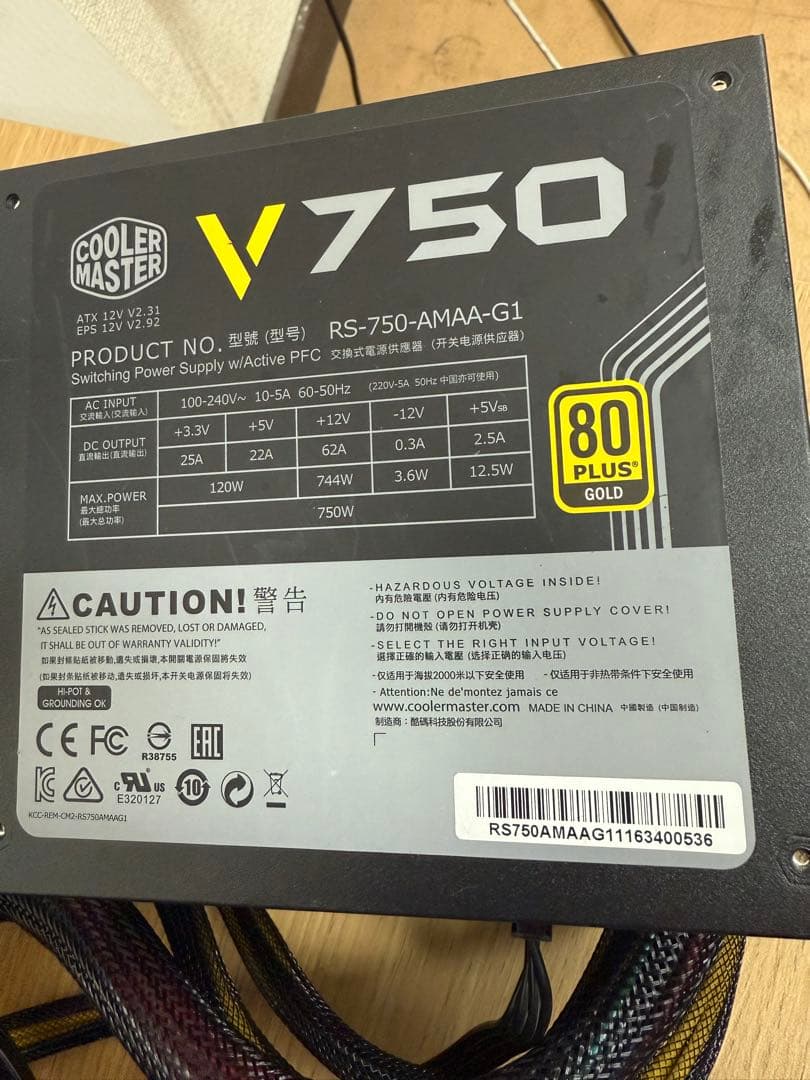 COOLER
MASTER
V750
ATX 12V V2.31
EPS 12V V2.92
PRODUCT NO. 型號 (型号) RS-750-AMAA-G1
Switching Power Supply w/Active PFC 交換式電源供應器 (开关电源供应器)
AC INPUT
交流輸入(交流输入)
100-240V~ 10-5A 60-50Hz (220V-5A 50Hz 中国亦可使用)
DC OUTPUT
直流輸出(直流输出)
+3.3V +5V +12V -12V +5VSB
25A 22A 62A 0.3A 2.5A
MAX.POWER
最大總功率
(最大总功率)
120W 744W 3.6W 12.5W
750W
80
PLUS®
GOLD
CAUTION! 警告
"AS SEALED STICK WAS REMOVED, LOST OR DAMAGED,
IT SHALL BE OUT OF WARRANTY VALIDITY!"
如果封條貼紙被移動,遺失或損壞,本開關電源保固將失效
(如果封条贴纸被移动,遗失或损坏,本开关电源保固将失效)
HI-POT &
GROUNDING OK
-HAZARDOUS VOLTAGE INSIDE!
內有危險電壓 (内有危险电压)
-DO NOT OPEN POWER SUPPLY COVER!
請勿打開機殼 (请勿打开机壳)
-SELECT THE RIGHT INPUT VOLTAGE!
選擇正確的輸入電壓 (选择正确的输入电压)
-仅适用于海拔2000米以下安全使用 -仅适用于非热带条件下安全使用
- Attention:Ne de'montez jamais ce
www.coolermaster.com MADE IN CHINA 中國製造 (中国制造)
制造商：酷碼科技股份有限公司
CE FC R38755 EAC
KC c RU US E320127 10
KCC-REM-CM2-RS750AMAAG1
RS750AMAAG11163400536